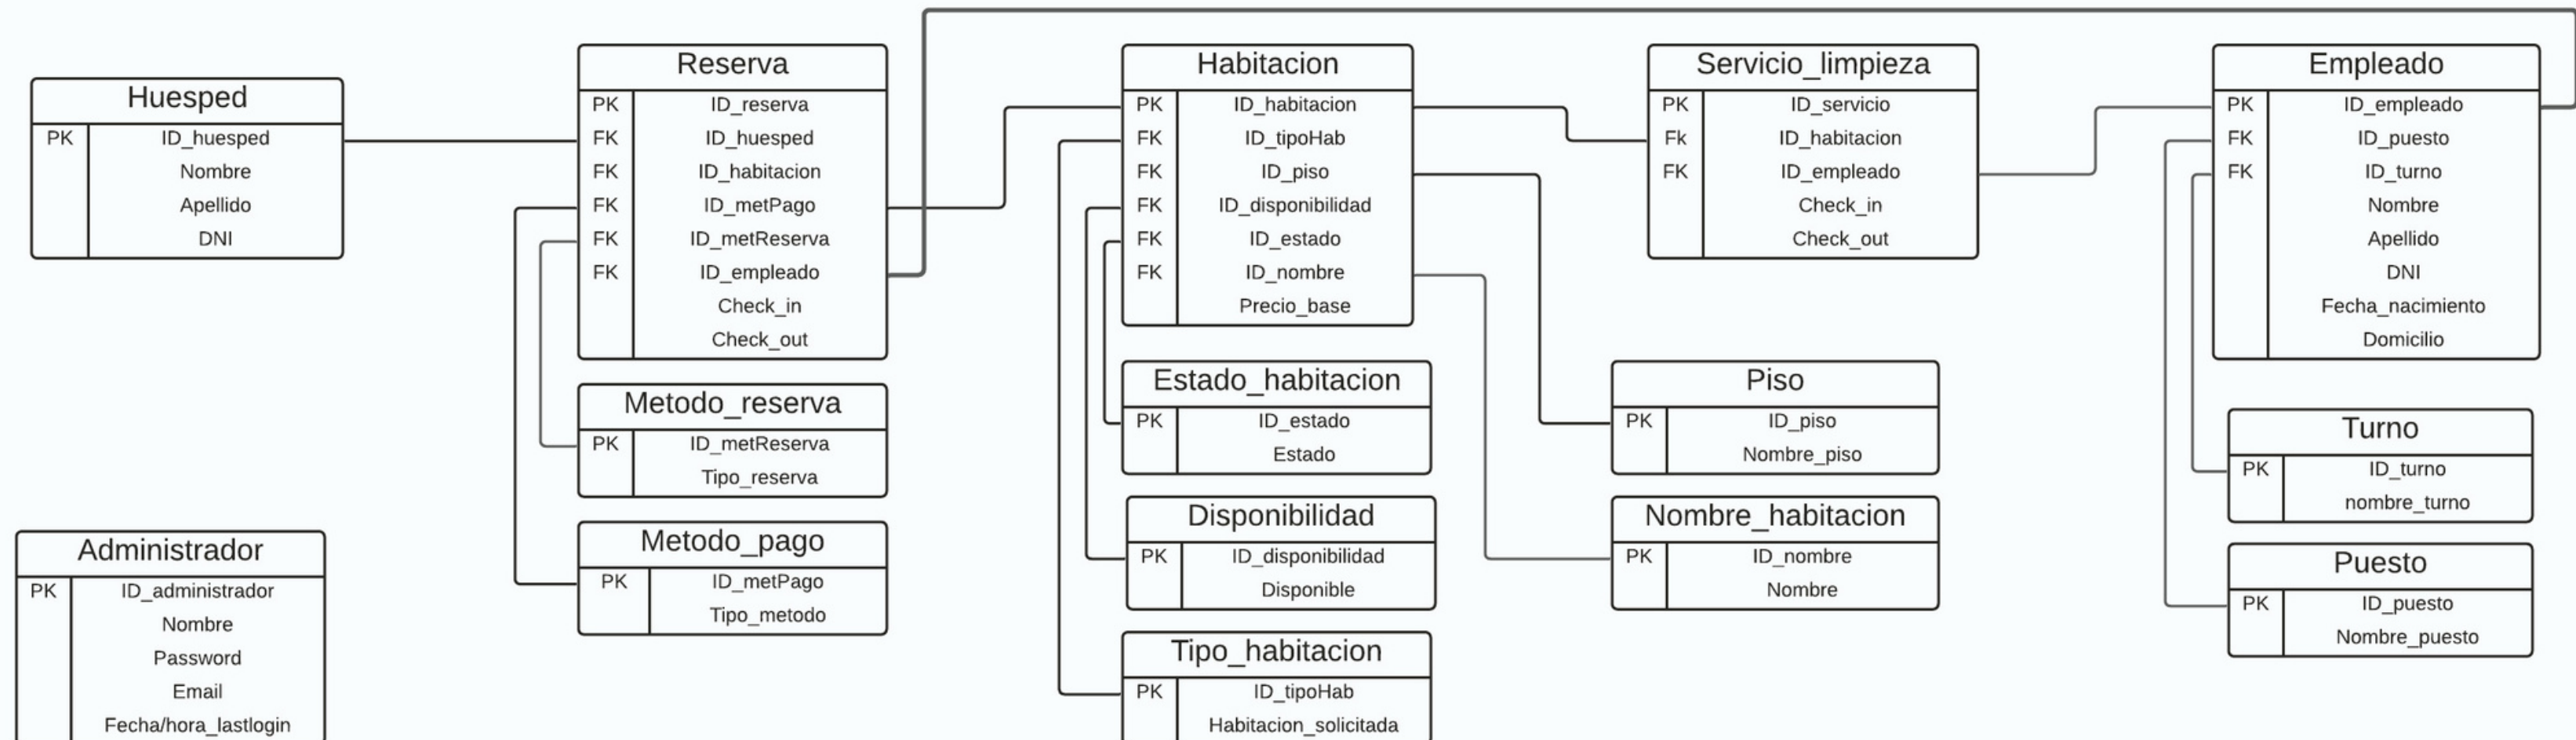 Huesped
PK ID_huesped
Nombre
Apellido
DNI
Reserva
PK ID_reserva
FK ID_huesped
FK ID_habitacion
FK ID_metPago
FK ID_metReserva
FK ID_empleado
Check_in
Check_out
Habitacion
PK ID_habitacion
FK ID_tipoHab
FK ID_piso
FK ID_disponibilidad
FK ID_estado
FK ID_nombre
Precio_base
Servicio_limpieza
PK ID_servicio
Fk ID_habitacion
FK ID_empleado
Check_in
Check_out
Empleado
PK ID_empleado
FK ID_puesto
FK ID_turno
Nombre
Apellido
DNI
Fecha_nacimiento
Domicilio
Metodo_reserva
PK ID_metReserva
Tipo_reserva
Estado_habitacion
PK ID_estado
Estado
Piso
PK ID_piso
Nombre_piso
Turno
PK ID_turno
nombre_turno
Administrador
PK ID_administrador
Nombre
Password
Email
Fecha/hora_lastlogin
Metodo_pago
PK ID_metPago
Tipo_metodo
Disponibilidad
PK ID_disponibilidad
Disponible
Nombre_habitacion
PK ID_nombre
Nombre
Puesto
PK ID_puesto
Nombre_puesto
Tipo_habitacion
PK ID_tipoHab
Habitacion_solicitada